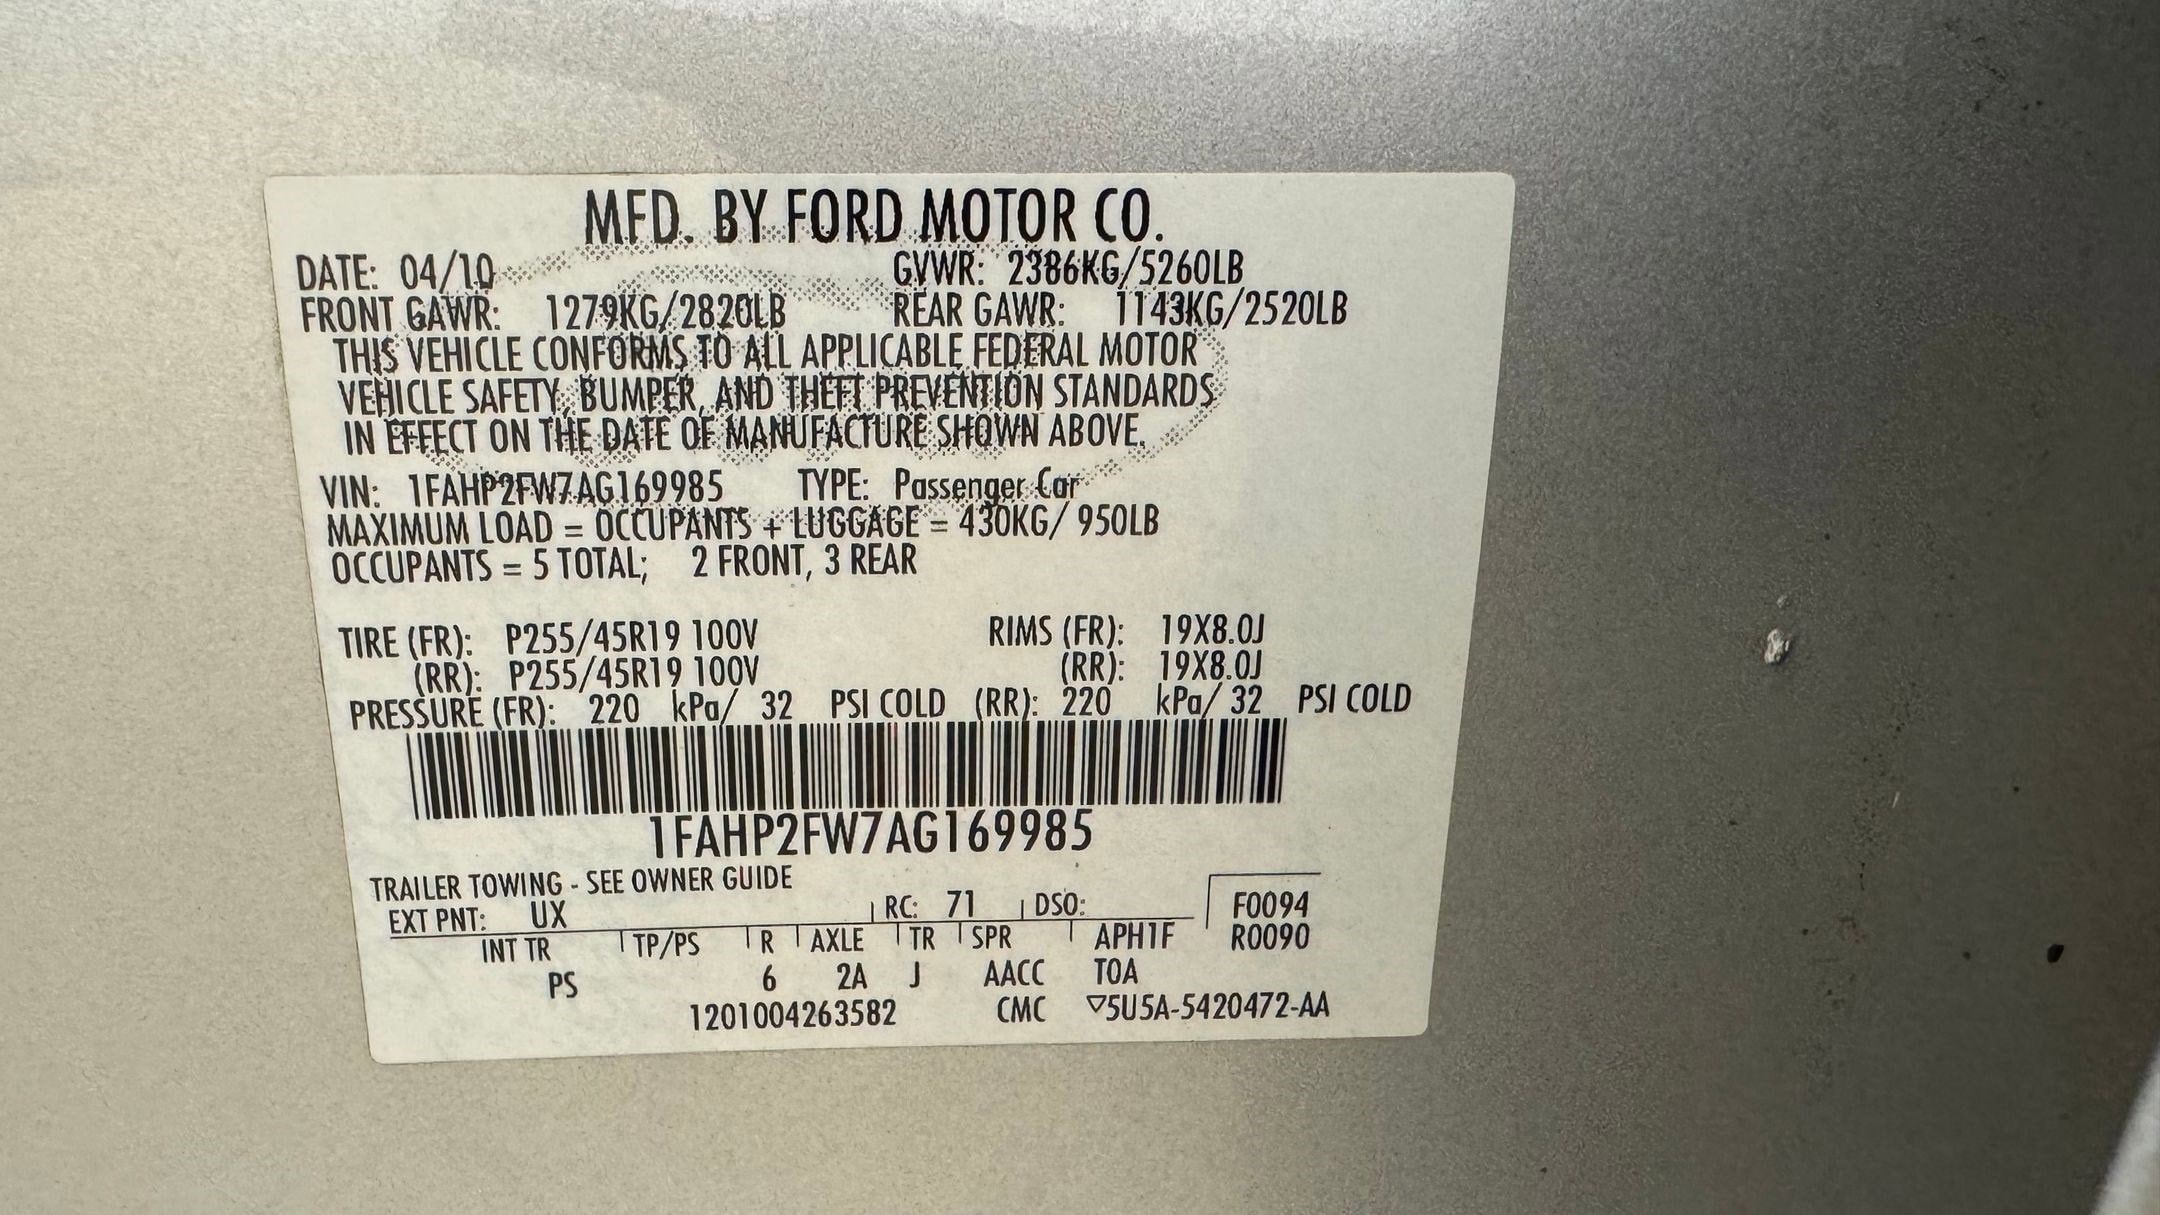 MFD. BY FORD MOTOR CO.
DATE: 04/10 GVWR: 2386KG/5260LB
FRONT GAWR: 1279KG/2820LB REAR GAWR: 1143KG/2520LB
THIS VEHICLE CONFORMS TO ALL APPLICABLE FEDERAL MOTOR
VEHICLE SAFETY, BUMPER, AND THEFT PREVENTION STANDARDS
IN EFFECT ON THE DATE OF MANUFACTURE SHOWN ABOVE.
VIN: 1FAHP2FW7AG169985 TYPE: Passenger Car
MAXIMUM LOAD = OCCUPANTS + LUGGAGE = 430KG/ 950LB
OCCUPANTS = 5 TOTAL; 2 FRONT, 3 REAR
TIRE (FR): P255/45R19 100V RIMS (FR): 19X8.0J
(RR): P255/45R19 100V (RR): 19X8.0J
PRESSURE (FR): 220 kPa/ 32 PSI COLD (RR): 220 kPa/ 32 PSI COLD
1FAHP2FW7AG169985
TRAILER TOWING - SEE OWNER GUIDE
EXT PNT: UX RC: 71 DSO: F0094
INT TR TP/PS R AXLE TR SPR APH1F R0090
PS 6 2A J AACC TOA
1201004263582 CMC ▽5U5A-5420472-AA